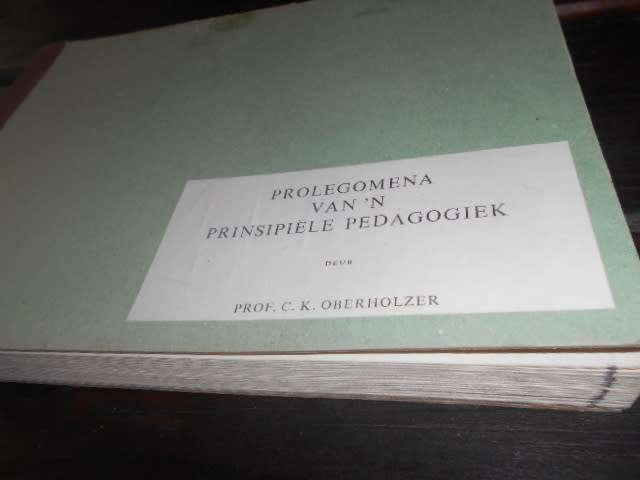 PROLEGOMENA
VAN 'N
PRINSIPIËLE PEDAGOGIEK
DEUR
PROF. C. K. OBERHOLZER